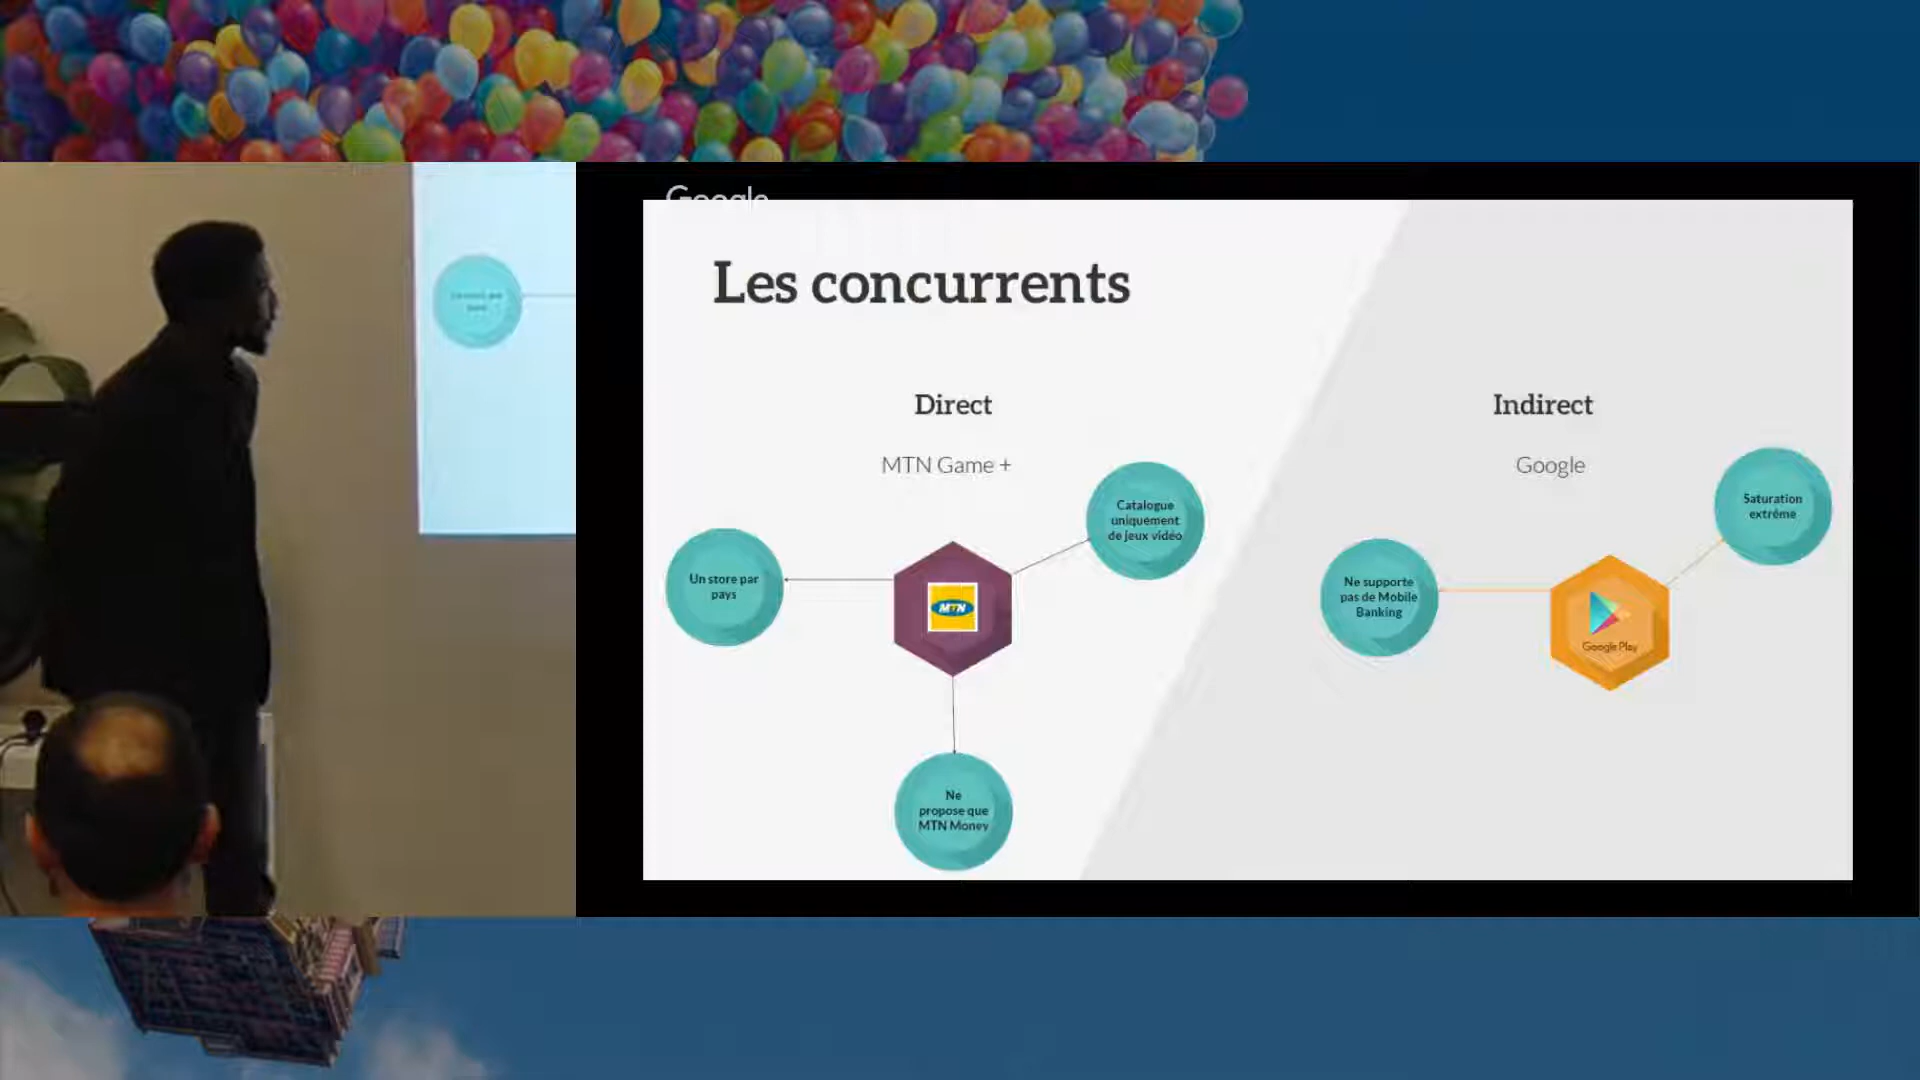 Google
Les concurrents
Direct
Indirect
MTN Game +
Google
Catalogue
uniquement
de jeux vidéo
Saturation
extrême
Un store par
pays
MTN
Ne supporte
pas de Mobile
Banking
Google Play
Ne
propose que
MTN Money